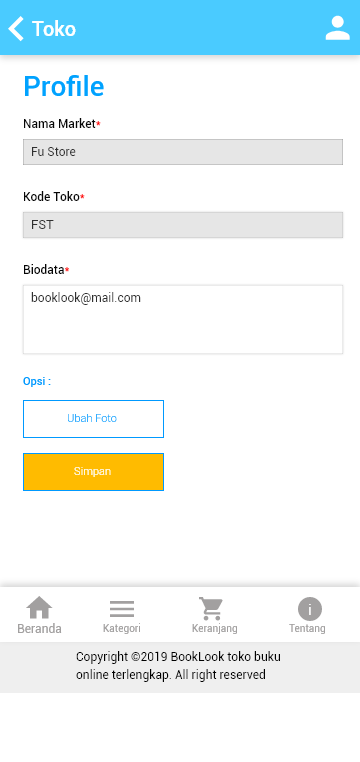 Toko
Profile
Nama Market*
Fu Store
Kode Toko*
FST
Biodata*
booklook@mail.com
Opsi :
Ubah Foto
Simpan
Beranda
Kategori
Keranjang
Tentang
Copyright ©2019 BookLook toko buku
online terlengkap. All right reserved